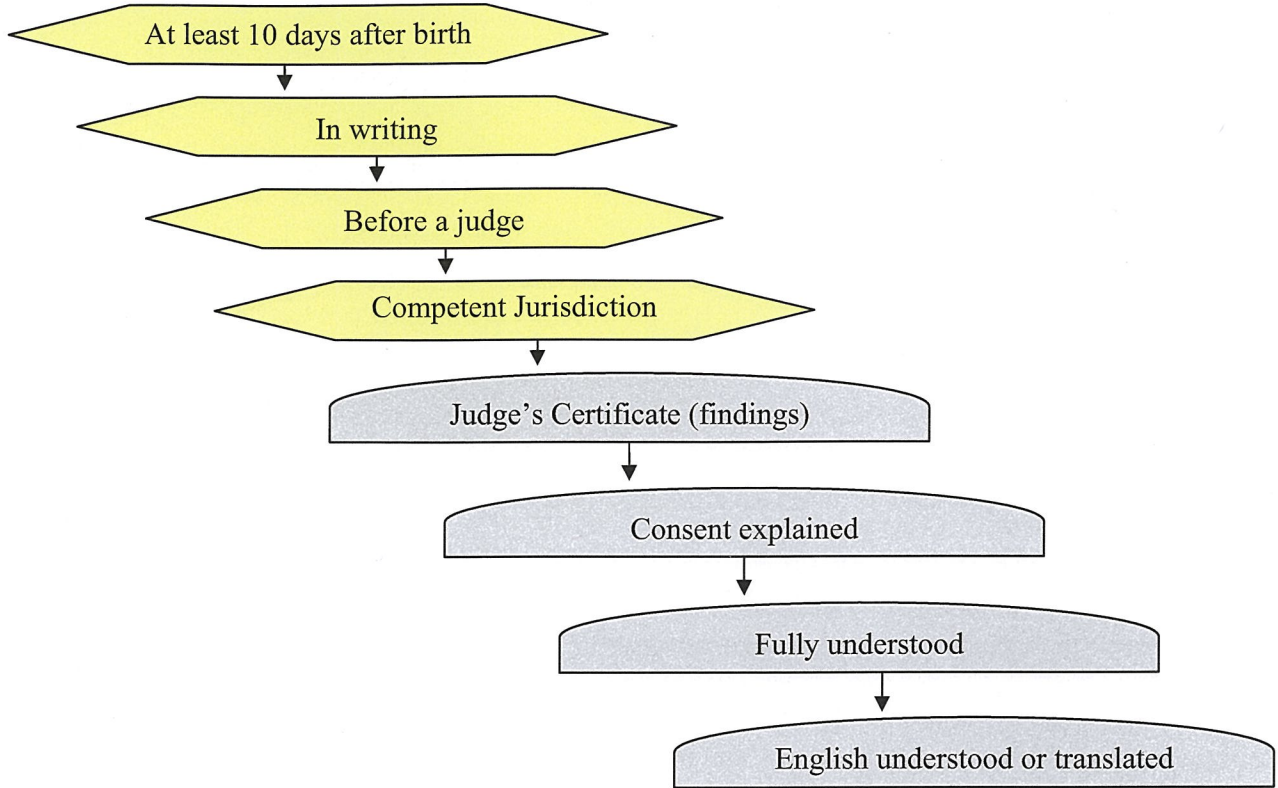 At least 10 days after birth
In writing
Before a judge
Competent Jurisdiction
Judge’s Certificate (findings)
Consent explained
Fully understood
English understood or translated